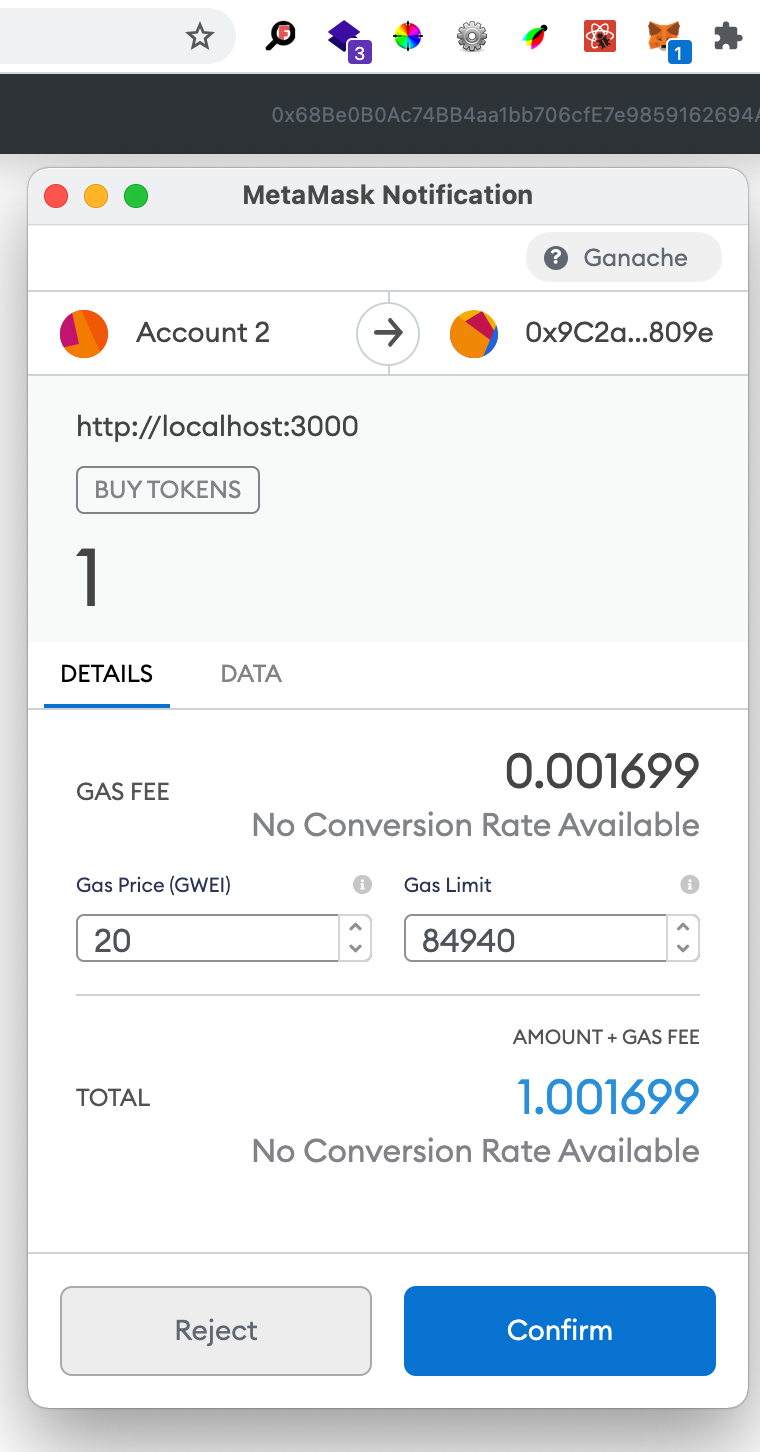 3
1
0x68Be0B0Ac74BB4aa1bb706cfE7e9859162694
MetaMask Notification
? Ganache
Account 2
0x9C2a...809e
http://localhost:3000
BUY TOKENS
1
DETAILS
DATA
0.001699
GAS FEE
No Conversion Rate Available
Gas Price (GWEI)
Gas Limit
20
84940
AMOUNT + GAS FEE
TOTAL
1.001699
No Conversion Rate Available
Reject
Confirm